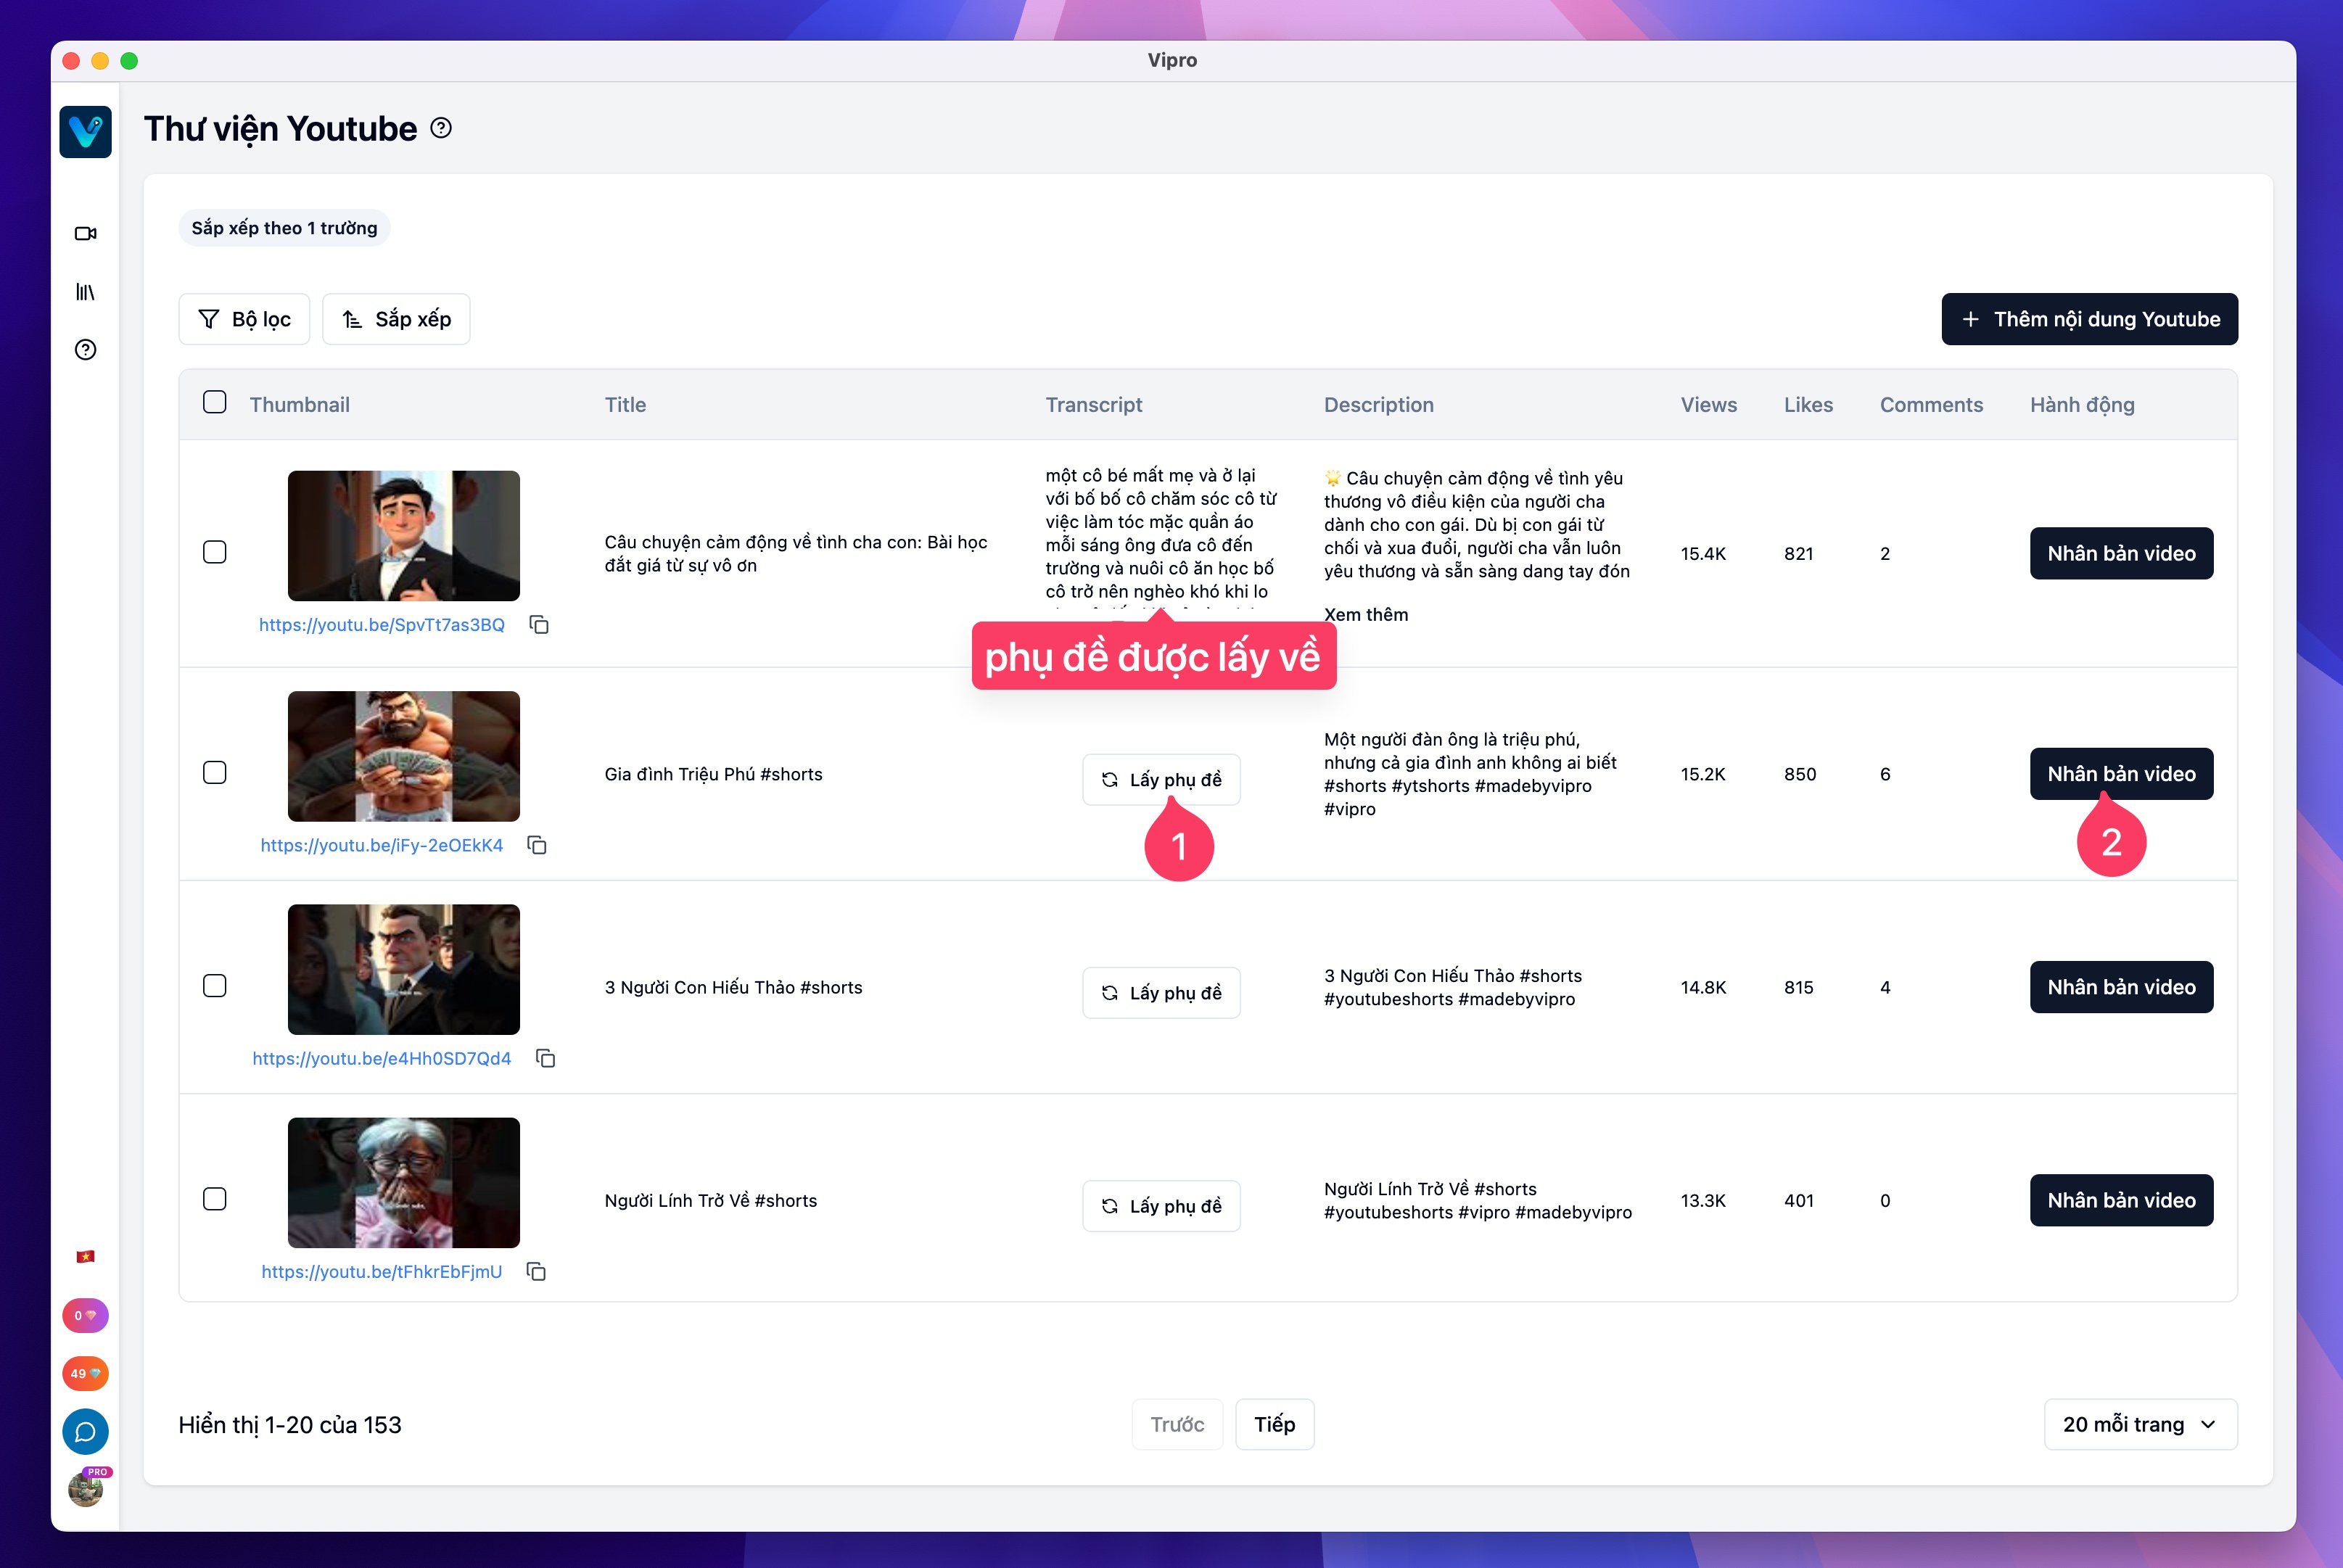 Vipro
Thư viện Youtube
Sắp xếp theo 1 trường
Bộ lọc
Sắp xếp
Thêm nội dung Youtube
Thumbnail
Title
Transcript
Description
Views
Likes
Comments
Hành động
https://youtu.be/SpvTt7as3BQ
Câu chuyện cảm động về tình cha con: Bài học
đắt giá từ sự vô ơn
một cô bé mất mẹ và ở lại
với bố bố cô chăm sóc cô từ
việc làm tóc mặc quần áo
mỗi sáng ông đưa cô đến
trường và nuôi cô ăn học bố
cô trở nên nghèo khó khi lo
🌟 Câu chuyện cảm động về tình yêu
thương vô điều kiện của người cha
dành cho con gái. Dù bị con gái từ
chối và xua đuổi, người cha vẫn luôn
yêu thương và sẵn sàng dang tay đón
Xem thêm
15.4K
821
2
Nhân bản video
phụ đề được lấy về
https://youtu.be/iFy-2eOEkK4
Gia đình Triệu Phú #shorts
Lấy phụ đề
1
Một người đàn ông là triệu phú,
nhưng cả gia đình anh không ai biết
#shorts #ytshorts #madebyvipro
#vipro
15.2K
850
6
Nhân bản video
2
https://youtu.be/e4Hh0SD7Qd4
3 Người Con Hiếu Thảo #shorts
Lấy phụ đề
3 Người Con Hiếu Thảo #shorts
#youtubeshorts #madebyvipro
14.8K
815
4
Nhân bản video
https://youtu.be/tFhkrEbFjmU
Người Lính Trở Về #shorts
Lấy phụ đề
Người Lính Trở Về #shorts
#youtubeshorts #vipro #madebyvipro
13.3K
401
0
Nhân bản video
0
49
PRO
Hiển thị 1-20 của 153
Trước
Tiếp
20 mỗi trang